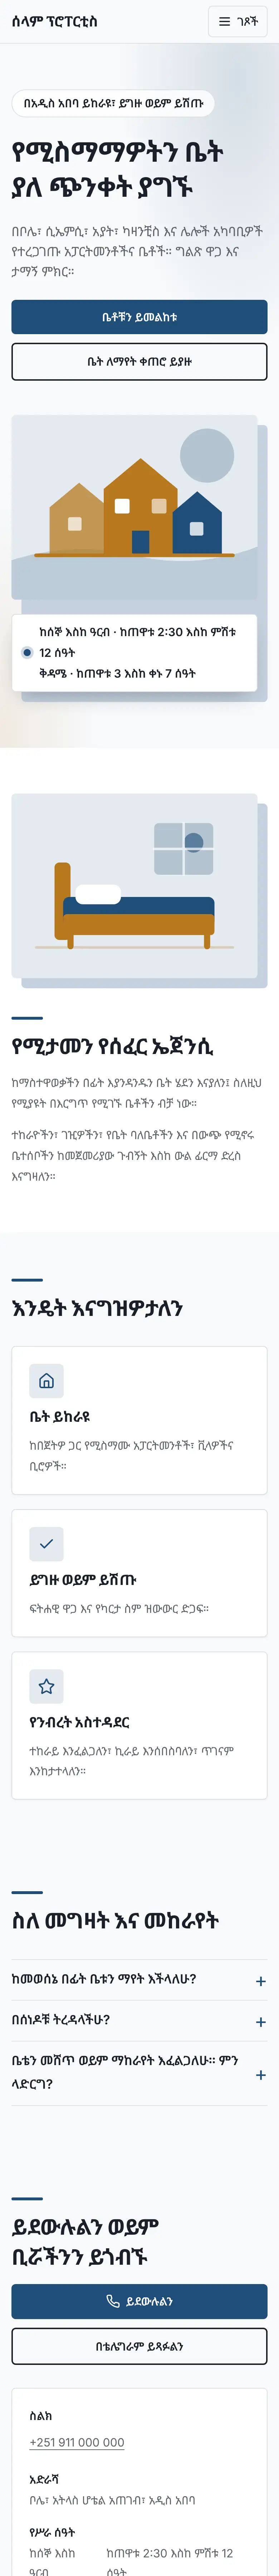 ሰላም ፕሮፐርቲስ
ገጾች
በአዲስ አበባ ይከራዩ፣ ይግዙ ወይም ይሽጡ
የሚስማማዎትን ቤት
ያለ ጭንቀት ያግኙ
በቦሌ፣ ሲኤምሲ፣ አያት፣ ካዛንቺስ እና ሌሎች አካባቢዎች
የተረጋገጡ አፓርትመንቶችና ቤቶች። ግልጽ ዋጋ እና
ታማኝ ምክር።
ቤቶቹን ይመልከቱ
ቤት ለማየት ቀጠሮ ይያዙ
ከሰኞ እስከ ዓርብ · ከጠዋቱ 2:30 እስከ ምሽቱ
12 ሰዓት
ቅዳሜ · ከጠዋቱ 3 እስከ ቀኑ 7 ሰዓት
የሚታመን የሰፈር ኤጀንሲ
ከማስተዋወቃችን በፊት እያንዳንዱን ቤት ሄደን እናያለን፤ ስለዚህ
የሚያዩት በእርግጥ የሚገኙ ቤቶችን ብቻ ነው።
ተከራዮችን፣ ገዢዎችን፣ የቤት ባለቤቶችን እና በውጭ የሚኖሩ
ቤተሰቦችን ከመጀመሪያው ጉብኝት እስከ ውል ፊርማ ድረስ
እናግዛለን።
እንዴት እናግዝዎታለን
ቤት ይከራዩ
ከበጀትዎ ጋር የሚስማሙ አፓርትመንቶች፣ ቪላዎችና
ቢሮዎች።
ይግዙ ወይም ይሽጡ
ፍትሐዊ ዋጋ እና የካርታ ስም ዝውውር ድጋፍ።
የንብረት አስተዳደር
ተከራይ እንፈልጋለን፣ ኪራይ እንሰበስባለን፣ ጥገናም
እንከታተላለን።
ስለ መግዛት እና መከራየት
ከመወሰኔ በፊት ቤቱን ማየት እችላለሁ?
በሰነዶቹ ትረዳላችሁ?
ቤቴን መሸጥ ወይም ማከራየት እፈልጋለሁ። ምን
ላድርግ?
ይደውሉልን ወይም
ቢሯችንን ይጎብኙ
ይደውሉልን
በቴሌግራም ይጻፉልን
ስልክ
+251 911 000 000
አድራሻ
ቦሌ፣ አትላስ ሆቴል አጠገብ፣ አዲስ አበባ
የሥራ ሰዓት
ከሰኞ እስከ ከጠዋቱ 2:30 እስከ ምሽቱ 12
ዓርብ ሰዓት